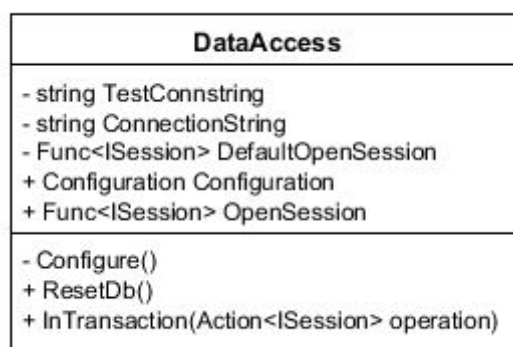 DataAccess
- string TestConnstring
- string ConnectionString
- Func<ISession> DefaultOpenSession
+ Configuration Configuration
+ Func<ISession> OpenSession
- Configure()
+ ResetDb()
+ InTransaction(Action<ISession> operation)